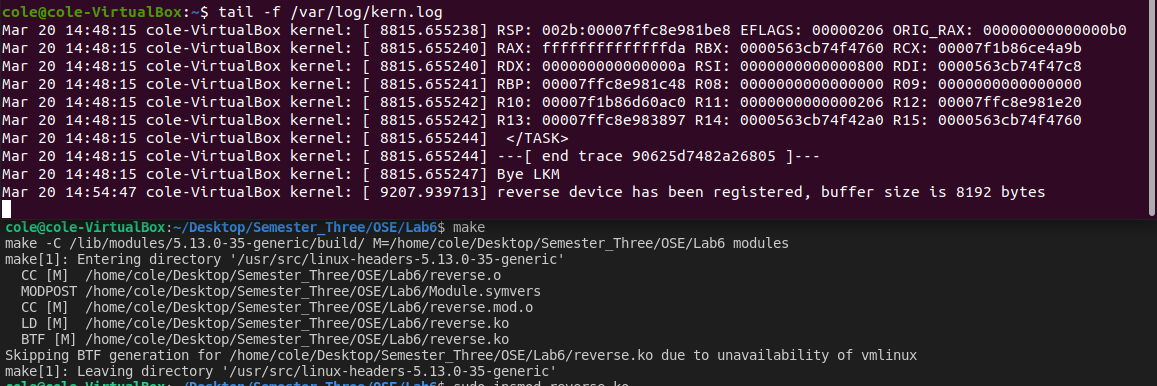 cole@cole-VirtualBox:~$ tail -f /var/log/kern.log
Mar 20 14:48:15 cole-VirtualBox kernel: [ 8815.655238] RSP: 002b:00007ffc8e981be8 EFLAGS: 00000206 ORIG_RAX: 00000000000000b0
Mar 20 14:48:15 cole-VirtualBox kernel: [ 8815.655240] RAX: ffffffffffffffda RBX: 0000563cb74f4760 RCX: 00007f1b86ce4a9b
Mar 20 14:48:15 cole-VirtualBox kernel: [ 8815.655240] RDX: 000000000000000a RSI: 0000000000000800 RDI: 0000563cb74f47c8
Mar 20 14:48:15 cole-VirtualBox kernel: [ 8815.655241] RBP: 00007ffc8e981c48 R08: 0000000000000000 R09: 0000000000000000
Mar 20 14:48:15 cole-VirtualBox kernel: [ 8815.655242] R10: 00007f1b86d60ac0 R11: 0000000000000206 R12: 00007ffc8e981e20
Mar 20 14:48:15 cole-VirtualBox kernel: [ 8815.655242] R13: 00007ffc8e983897 R14: 0000563cb74f42a0 R15: 0000563cb74f4760
Mar 20 14:48:15 cole-VirtualBox kernel: [ 8815.655244]  </TASK>
Mar 20 14:48:15 cole-VirtualBox kernel: [ 8815.655244] ---[ end trace 90625d7482a26805 ]---
Mar 20 14:48:15 cole-VirtualBox kernel: [ 8815.655247] Bye LKM
Mar 20 14:54:47 cole-VirtualBox kernel: [ 9207.939713] reverse device has been registered, buffer size is 8192 bytes
cole@cole-VirtualBox:~/Desktop/Semester_Three/OSE/Lab6$ make
make -C /lib/modules/5.13.0-35-generic/build/ M=/home/cole/Desktop/Semester_Three/OSE/Lab6 modules
make[1]: Entering directory '/usr/src/linux-headers-5.13.0-35-generic'
  CC [M]  /home/cole/Desktop/Semester_Three/OSE/Lab6/reverse.o
  MODPOST /home/cole/Desktop/Semester_Three/OSE/Lab6/Module.symvers
  CC [M]  /home/cole/Desktop/Semester_Three/OSE/Lab6/reverse.mod.o
  LD [M]  /home/cole/Desktop/Semester_Three/OSE/Lab6/reverse.ko
  BTF [M] /home/cole/Desktop/Semester_Three/OSE/Lab6/reverse.ko
Skipping BTF generation for /home/cole/Desktop/Semester_Three/OSE/Lab6/reverse.ko due to unavailability of vmlinux
make[1]: Leaving directory '/usr/src/linux-headers-5.13.0-35-generic'
cole@cole-VirtualBox:~/Desktop/Semester_Three/OSE/Lab6$ sudo insmod reverse.ko